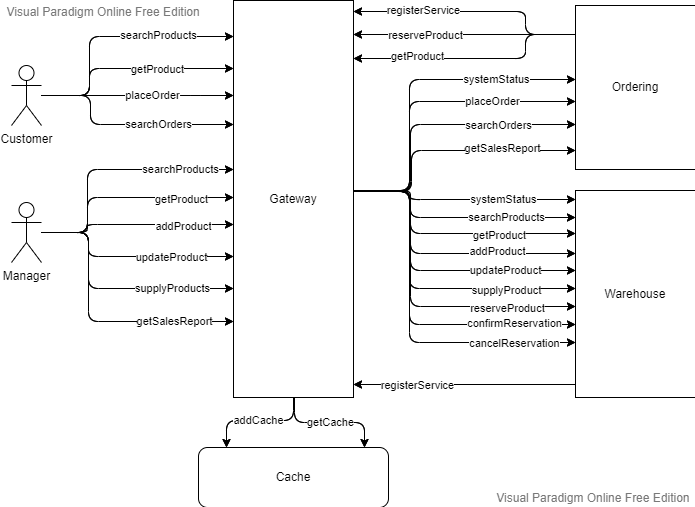 Visual Paradigm Online Free Edition
searchProducts
getProduct
placeOrder
searchOrders
Customer
searchProducts
getProduct
addProduct
updateProduct
supplyProducts
getSalesReport
Manager
Gateway
registerService
reserveProduct
getProduct
systemStatus
placeOrder
searchOrders
getSalesReport
Ordering
systemStatus
searchProducts
getProduct
addProduct
updateProduct
supplyProduct
reserveProduct
confirmReservation
cancelReservation
Warehouse
registerService
addCache
getCache
Cache
Visual Paradigm Online Free Edition